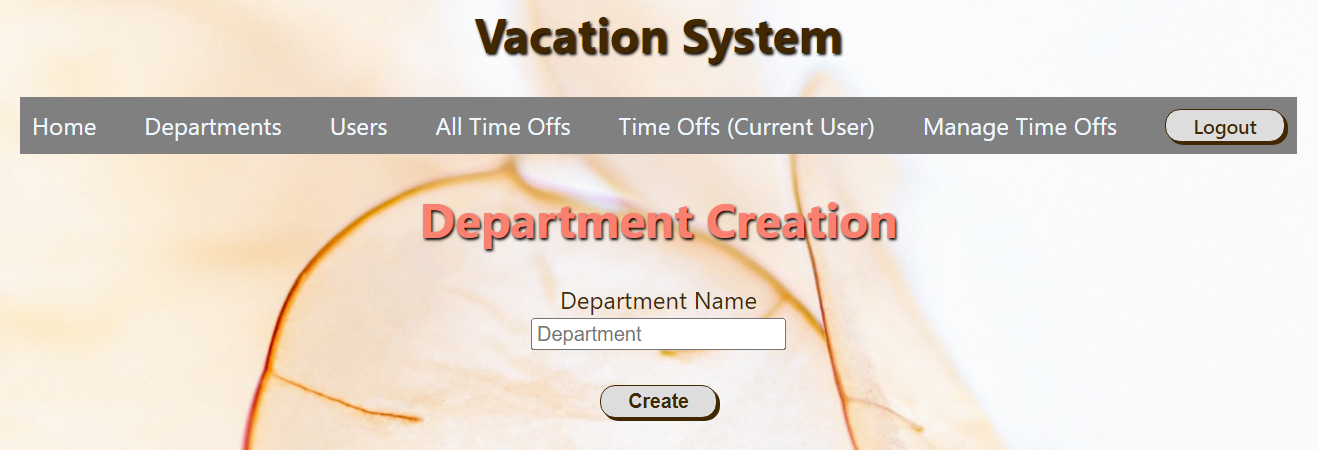 Vacation System
Home Departments Users All Time Offs Time Offs (Current User) Manage Time Offs Logout
Department Creation
Department Name
Department
Create